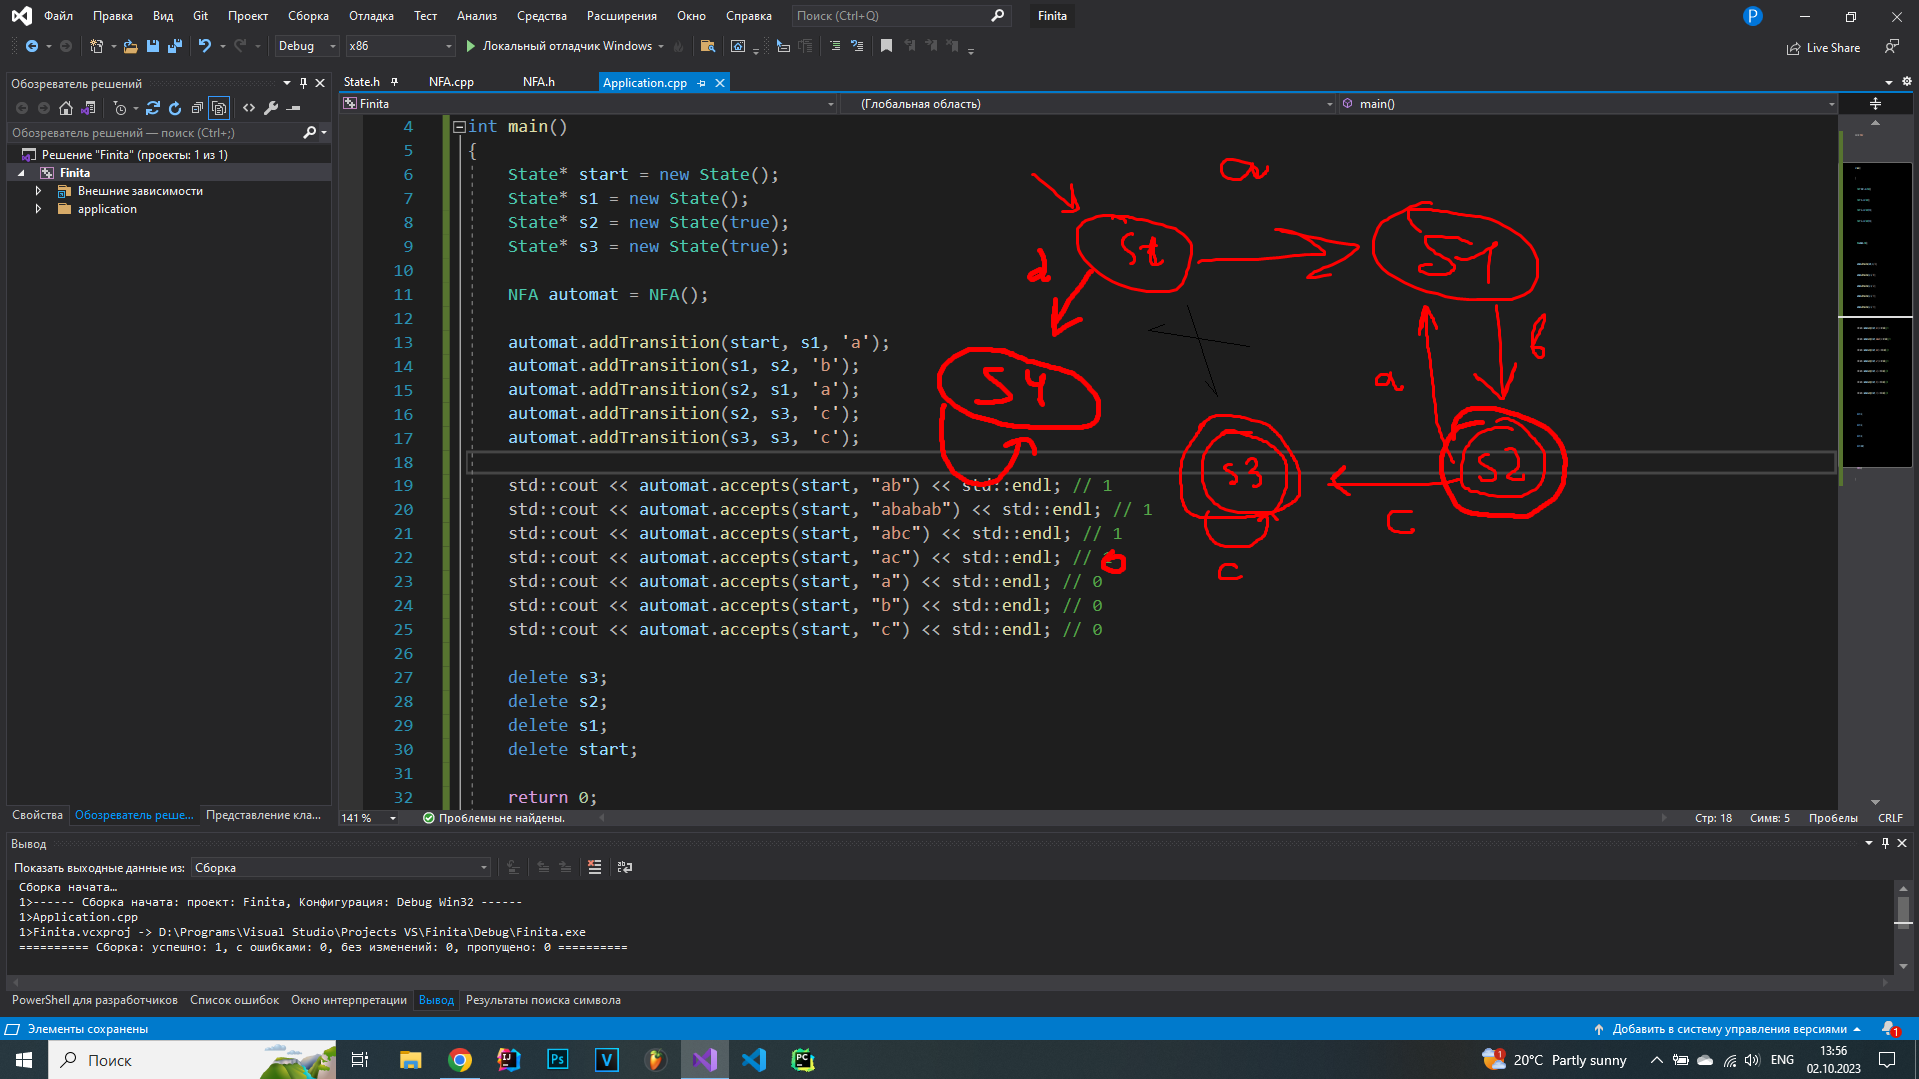 Файл Правка Вид Git Проект Сборка Отладка Тест Анализ Средства Расширения Окно Справка Поиск (Ctrl+Q) Finita P
Debug x86 Локальный отладчик Windows Live Share
Обозреватель решений
Обозреватель решений — поиск (Ctrl+;)
Решение "Finita" (проекты: 1 из 1)
Finita
Внешние зависимости
application
Свойства Обозреватель реше... Представление кла...
State.h NFA.cpp NFA.h Application.cpp
Finita (Глобальная область) main()
4 int main()
5 {
6 State* start = new State();
7 State* s1 = new State();
8 State* s2 = new State(true);
9 State* s3 = new State(true);
10
11 NFA automat = NFA();
12
13 automat.addTransition(start, s1, 'a');
14 automat.addTransition(s1, s2, 'b');
15 automat.addTransition(s2, s1, 'a');
16 automat.addTransition(s2, s3, 'c');
17 automat.addTransition(s3, s3, 'c');
18
19 std::cout << automat.accepts(start, "ab") << std::endl; // 1
20 std::cout << automat.accepts(start, "ababab") << std::endl; // 1
21 std::cout << automat.accepts(start, "abc") << std::endl; // 1
22 std::cout << automat.accepts(start, "ac") << std::endl; // 0
23 std::cout << automat.accepts(start, "a") << std::endl; // 0
24 std::cout << automat.accepts(start, "b") << std::endl; // 0
25 std::cout << automat.accepts(start, "c") << std::endl; // 0
26
27 delete s3;
28 delete s2;
29 delete s1;
30 delete start;
31
32 return 0;
a
d
S4
a
b
S3
S2
c
c
141 % Проблемы не найдены. Стр: 18 Симв: 5 Пробелы CRLF
Вывод
Показать выходные данные из: Сборка
Сборка начата…
1>------ Сборка начата: проект: Finita, Конфигурация: Debug Win32 ------
1>Application.cpp
1>Finita.vcxproj -> D:\Programs\Visual Studio\Projects VS\Finita\Debug\Finita.exe
========== Сборка: успешно: 1, с ошибками: 0, без изменений: 0, пропущено: 0 ==========
PowerShell для разработчиков Список ошибок Окно интерпретации Вывод Результаты поиска символа
Элементы сохранены Добавить в систему управления версиями 1
Поиск Ps V PC 1 20°C Partly sunny ENG 13:56
02.10.2023